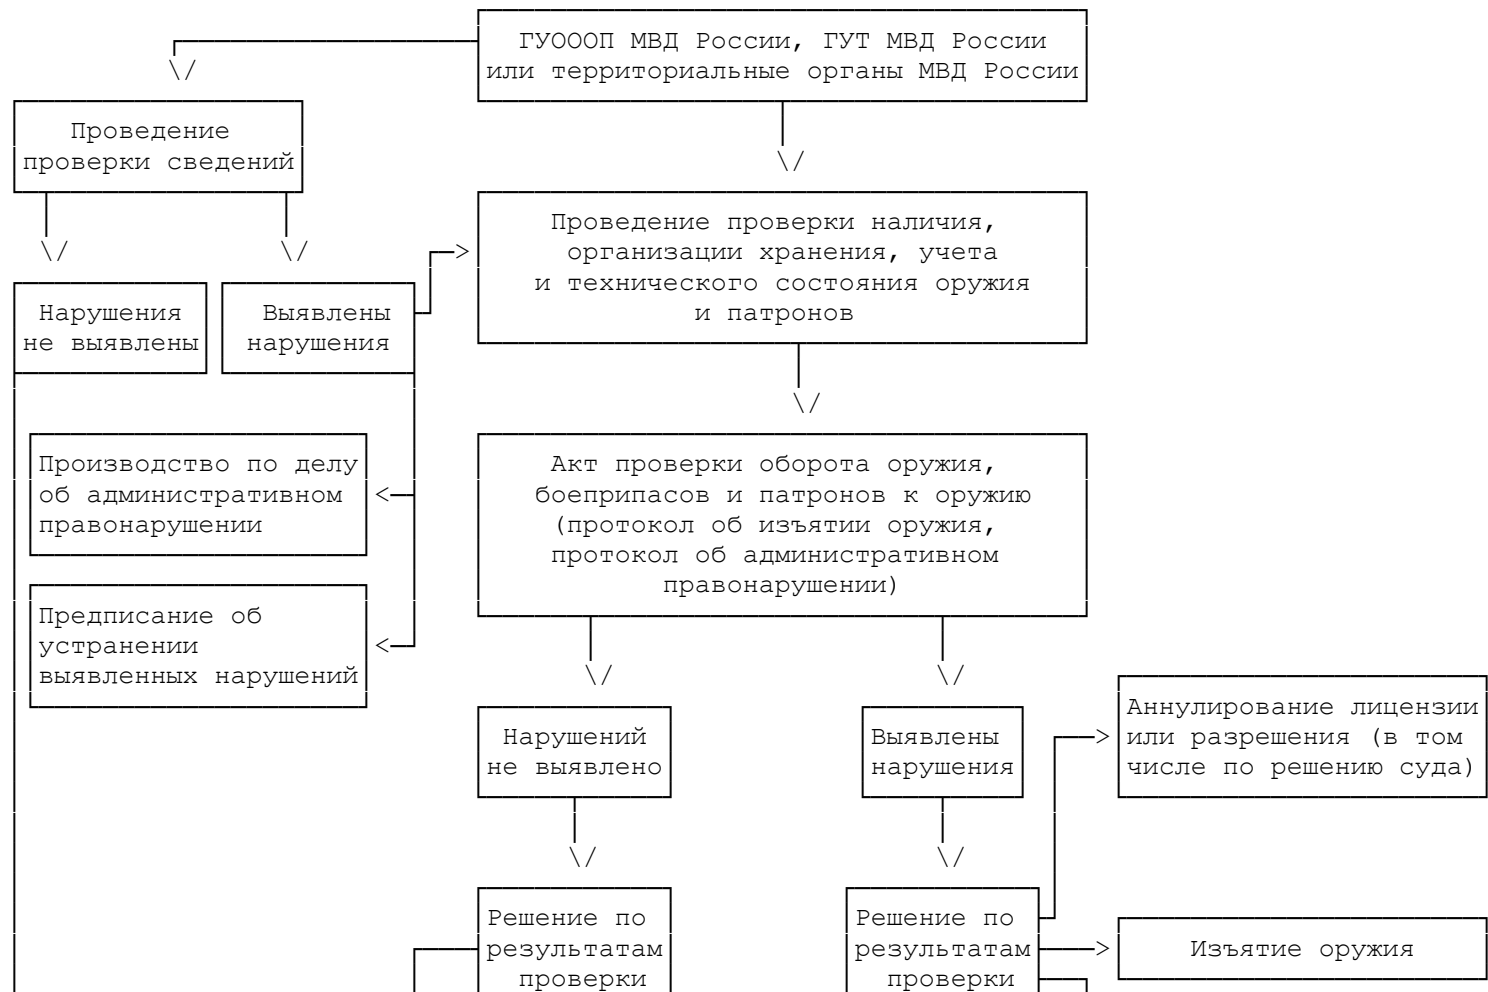 ГУОООП МВД России, ГУТ МВД России
или территориальные органы МВД России
Проведение
проверки сведений
Проведение проверки наличия,
организации хранения, учета
и технического состояния оружия
и патронов
Нарушения
не выявлены
Выявлены
нарушения
Производство по делу
об административном
правонарушении
Предписание об
устранении
выявленных нарушений
Акт проверки оборота оружия,
боеприпасов и патронов к оружию
(протокол об изъятии оружия,
протокол об административном
правонарушении)
Нарушений
не выявлено
Выявлены
нарушения
Аннулирование лицензии
или разрешения (в том
числе по решению суда)
Решение по
результатам
проверки
Решение по
результатам
проверки
Изъятие оружия